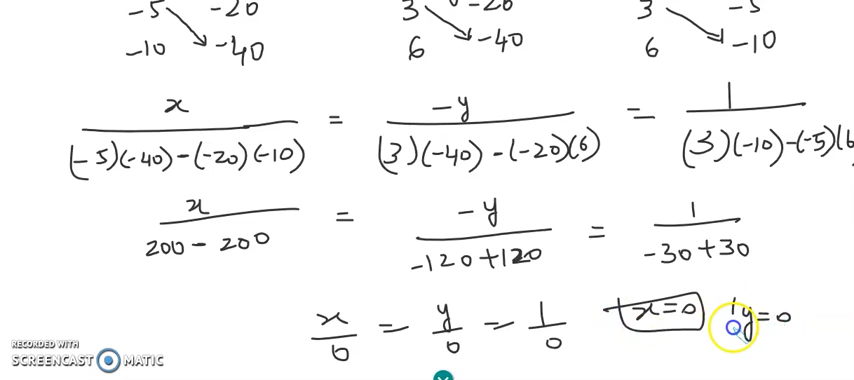 -5 -20 3 -20 3 -5
-10 -40 6 -40 6 -10
x/((-5)(-40)-(-20)(-10)) = -y/((3)(-40)-(-20)(6)) = 1/((3)(-10)-(-5)(6
x/(200-200) = -y/(-120+120) = 1/(-30+30)
x/0 = y/0 = 1/0 x=0 y=0
RECORDED WITH
SCREENCAST MATIC